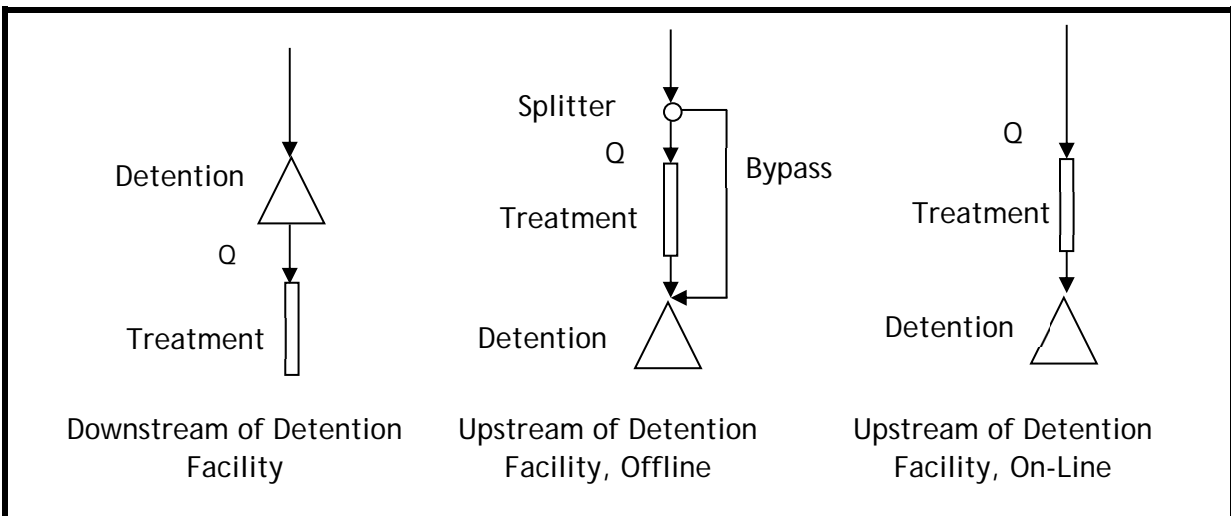 Detention
Q
Treatment
Downstream of Detention
Facility
Splitter
Q
Bypass
Treatment
Detention
Upstream of Detention
Facility, Offline
Q
Treatment
Detention
Upstream of Detention
Facility, On-Line